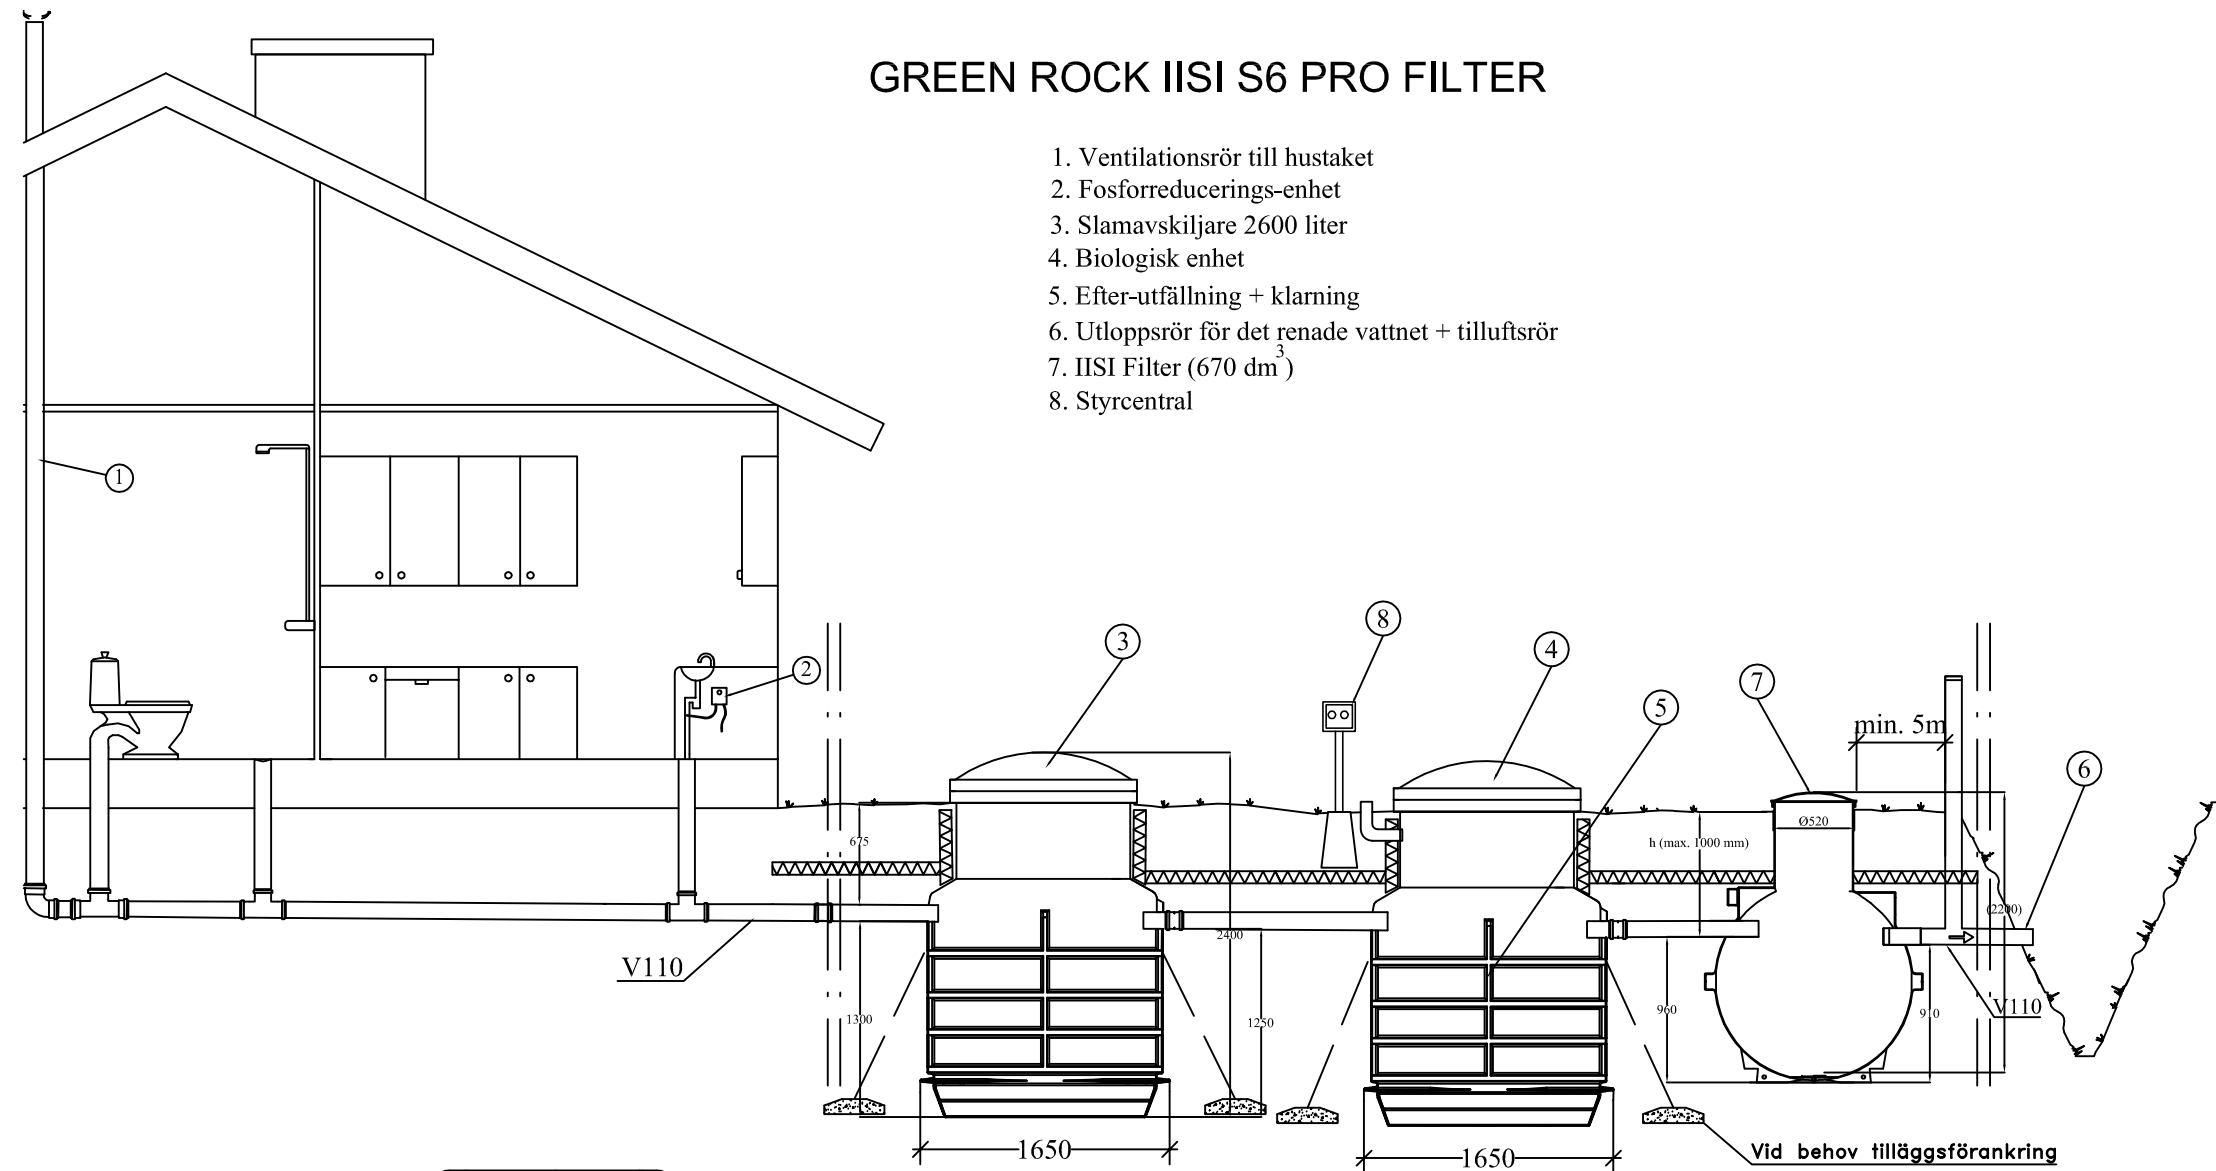 GREEN ROCK IISI S6 PRO FILTER
1. Ventilationsrör till hustaket
2. Fosforreducerings-enhet
3. Slamavskiljare 2600 liter
4. Biologisk enhet
5. Efter-utfällning + klarning
6. Utloppsrör för det renade vattnet + tilluftsrör
7. IISI Filter (670 dm³)
8. Styrcentral
1
2
3
8
4
5
7
6
min. 5m
Ø520
675
h (max. 1000 mm)
(2200)
2400
V110
1300
1250
960
910
V110
1650
1650
Vid behov tilläggsförankring